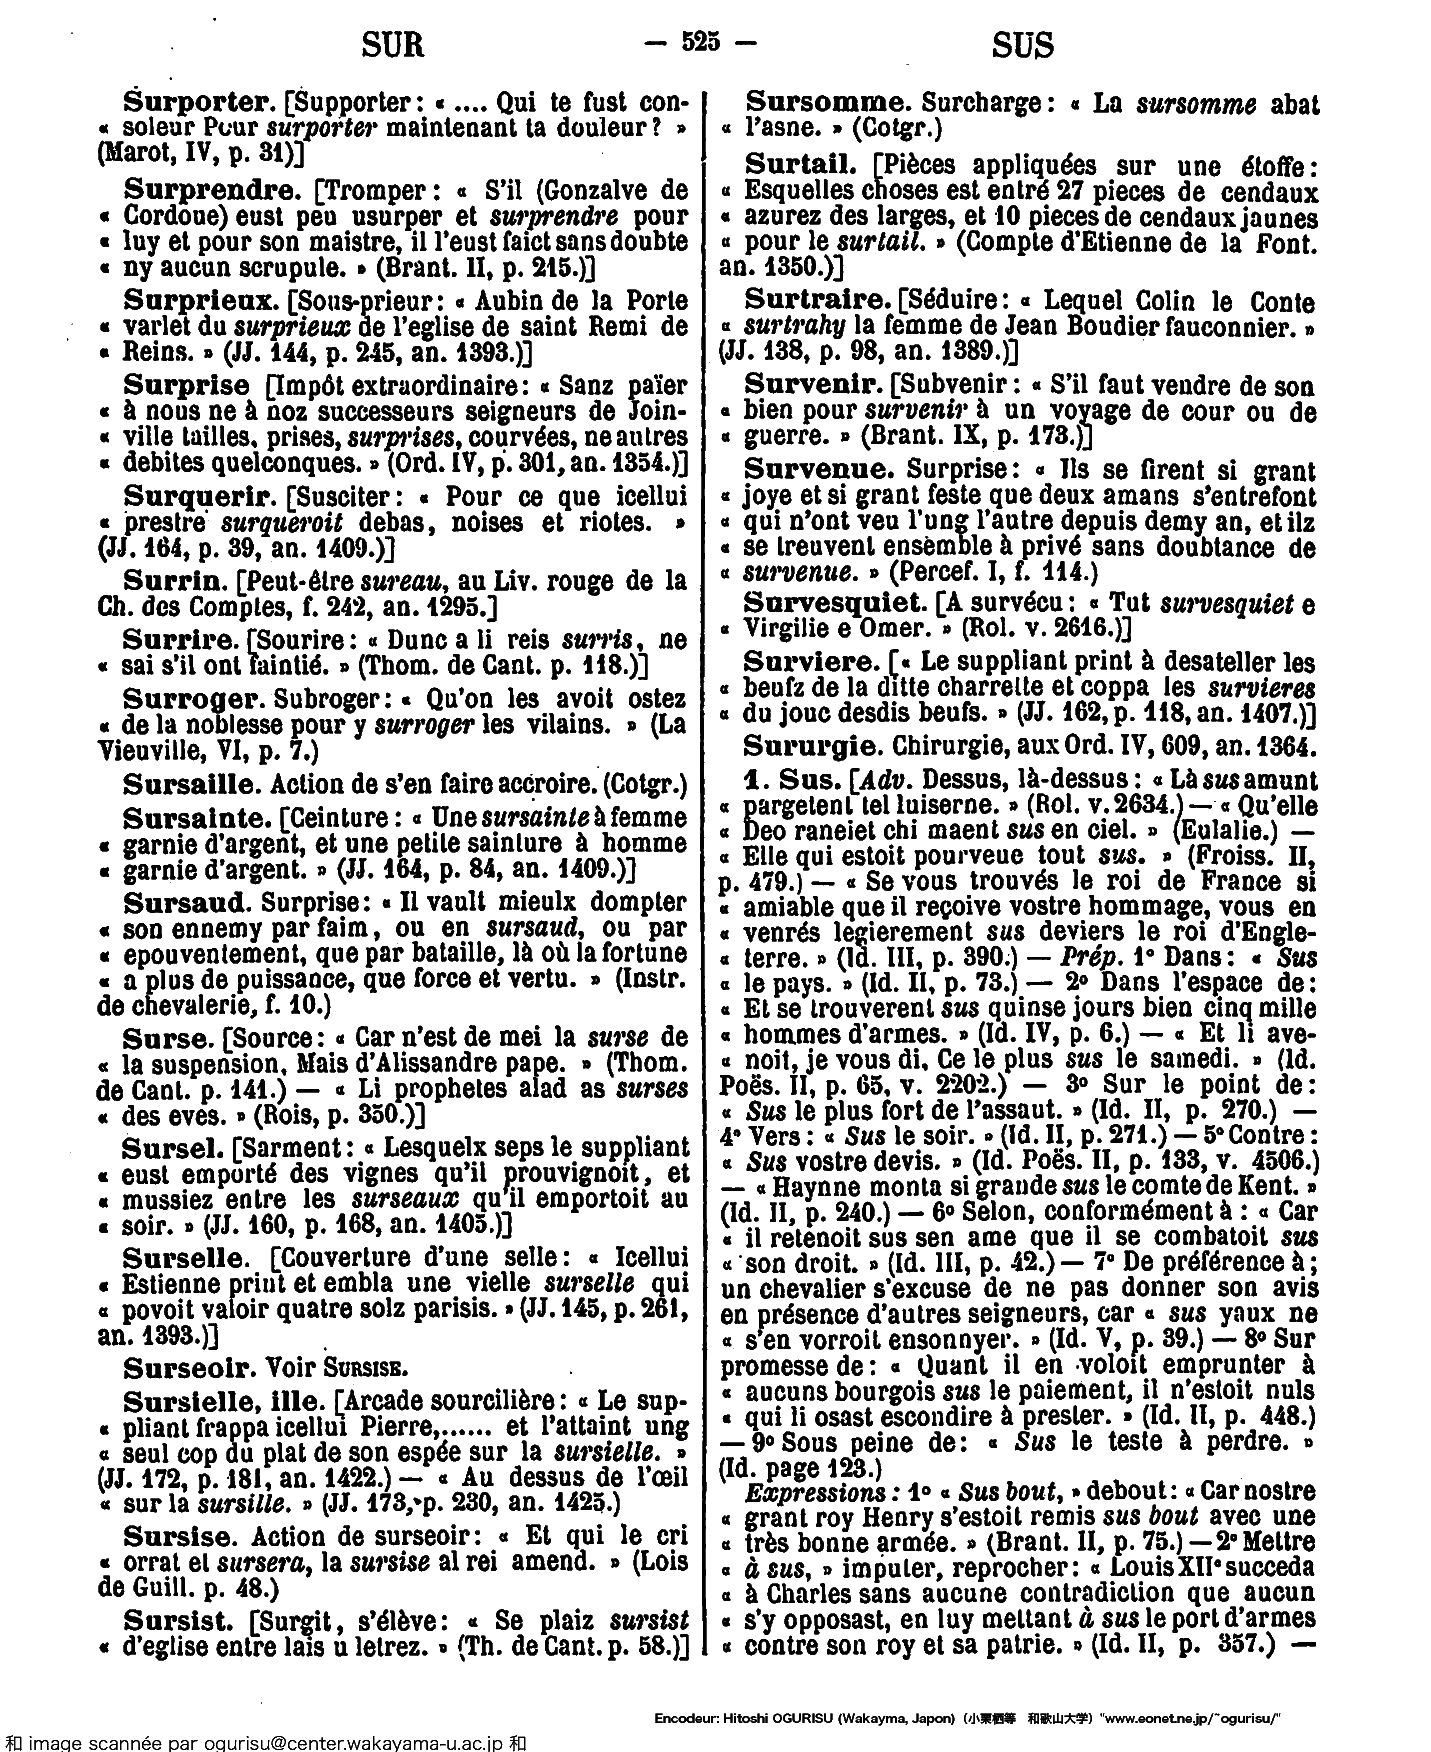 SUR — 525 — SUS
Surporter. [Supporter : « .... Qui te fust con-
« soleur Pour surporter maintenant ta douleur ? »
(Marot, IV, p. 31)]
Surprendre. [Tromper : « S'il (Gonzalve de
« Cordoue) eust peu usurper et surprendre pour
« luy et pour son maistre, il l'eust faict sans doubte
« ny aucun scrupule. » (Brant. II, p. 215.)]
Surprieux. [Sous-prieur : « Aubin de la Porte
« varlet du surprieux de l'eglise de saint Remi de
« Reins. » (JJ. 144, p. 245, an. 1393.)]
Surprise [Impôt extraordinaire : « Sanz païer
« à nous ne à noz successeurs seigneurs de Join-
« ville tailles, prises, surprises, courvées, ne autres
« debites quelconques. » (Ord. IV, p. 301, an. 1354.)]
Surquerir. [Susciter : « Pour ce que icellui
« prestre surqueroit debas, noises et riotes. »
(JJ. 164, p. 39, an. 1409.)]
Surrin. [Peut-être sureau, au Liv. rouge de la
Ch. des Comptes, f. 242, an. 1295.]
Surrire. [Sourire : « Dunc a li reis surris, ne
« sai s'il ont faintié. » (Thom. de Cant. p. 118.)]
Surroger. Subroger : « Qu'on les avoit ostez
« de la noblesse pour y surroger les vilains. » (La
Vieuville, VI, p. 7.)
Sursaille. Action de s'en faire accroire. (Cotgr.)
Sursainte. [Ceinture : « Une sursainte à femme
« garnie d'argent, et une petite sainture à homme
« garnie d'argent. » (JJ. 164, p. 84, an. 1409.)]
Sursaud. Surprise : « Il vault mieulx dompter
« son ennemy par faim, ou en sursaud, ou par
« epouventement, que par bataille, là où la fortune
« a plus de puissance, que force et vertu. » (Instr.
de chevalerie, f. 10.)
Surse. [Source : « Car n'est de mei la surse de
« la suspension, Mais d'Alissandre pape. » (Thom.
de Cant. p. 141.) — « Li prophetes alad as surses
« des eves. » (Rois, p. 350.)]
Sursel. [Sarment : « Lesquelx seps le suppliant
« eust emporté des vignes qu'il prouvignoit, et
« mussiez entre les surseaux qu'il emportoit au
« soir. » (JJ. 160, p. 168, an. 1405.)]
Surselle. [Couverture d'une selle : « Icellui
« Estienne print et embla une vielle surselle qui
« povoit valoir quatre solz parisis. » (JJ. 145, p. 261,
an. 1393.)]
Surseoir. Voir SURSISE.
Sursielle, ille. [Arcade sourcilière : « Le sup-
« pliant frappa icellui Pierre,...... et l'attaint ung
« seul cop du plat de son espée sur la sursielle. »
(JJ. 172, p. 181, an. 1422.) — « Au dessus de l'œil
« sur la sursille. » (JJ. 173, p. 230, an. 1425.)
Sursise. Action de surseoir : « Et qui le cri
« orrat et sursera, la sursise al rei amend. » (Lois
de Guill. p. 48.)
Sursist. [Surgit, s'élève : « Se plaiz sursist
« d'eglise entre lais u letrez. » (Th. de Cant. p. 58.)]
Sursomme. Surcharge : « La sursomme abat
« l'asne. » (Cotgr.)
Surtail. [Pièces appliquées sur une étoffe :
« Esquelles choses est entré 27 pieces de cendaux
« azurez des larges, et 10 pieces de cendaux jaunes
« pour le surtail. » (Compte d'Etienne de la Font.
an. 1350.)]
Surtraire. [Séduire : « Lequel Colin le Conte
« surtrahy la femme de Jean Boudier fauconnier. »
(JJ. 138, p. 98, an. 1389.)]
Survenir. [Subvenir : « S'il faut vendre de son
« bien pour survenir à un voyage de cour ou de
« guerre. » (Brant. IX, p. 173.)]
Survenue. Surprise : « Ils se firent si grant
« joye et si grant feste que deux amans s'entrefont
« qui n'ont veu l'ung l'autre depuis demy an, et ilz
« se treuvent ensemble à privé sans doubtance de
« survenue. » (Percef. I, f. 114.)
Survesquiet. [A survécu : « Tut survesquiet e
« Virgilie e Omer. » (Rol. v. 2616.)]
Surviere. [« Le suppliant print à desateller les
« beufz de la ditte charrette et coppa les survieres
« du jouc desdis beufs. » (JJ. 162, p. 118, an. 1407.)]
Sururgie. Chirurgie, aux Ord. IV, 609, an. 1364.
1. Sus. [Adv. Dessus, là-dessus : « Là sus amunt
« pargetent tel luiserne. » (Rol. v. 2634.) — « Qu'elle
« Deo raneiet chi maent sus en ciel. » (Eulalie.) —
« Elle qui estoit pourveue tout sus. » (Froiss. II,
p. 479.) — « Se vous trouvés le roi de France si
« amiable que il reçoive vostre hommage, vous en
« venrés legierement sus deviers le roi d'Engle-
« terre. » (Id. III, p. 390.) — Prép. 1° Dans : « Sus
« le pays. » (Id. II, p. 73.) — 2° Dans l'espace de :
« Et se trouverent sus quinse jours bien cinq mille
« hommes d'armes. » (Id. IV, p. 6.) — « Et li ave-
« noit, je vous di, Ce le plus sus le samedi. » (Id.
Poës. II, p. 65, v. 2202.) — 3° Sur le point de :
« Sus le plus fort de l'assaut. » (Id. II, p. 270.) —
4° Vers : « Sus le soir. » (Id. II, p. 271.) — 5° Contre :
« Sus vostre devis. » (Id. Poës. II, p. 133, v. 4506.)
— « Haynne monta si grande sus le comte de Kent. »
(Id. II, p. 240.) — 6° Selon, conformément à : « Car
« il retenoit sus sen ame que il se combatoit sus
« son droit. » (Id. III, p. 42.) — 7° De préférence à ;
un chevalier s'excuse de ne pas donner son avis
en présence d'autres seigneurs, car « sus yaux ne
« s'en vorroit ensonnyer. » (Id. V, p. 39.) — 8° Sur
promesse de : « Quant il en voloit emprunter à
« aucuns bourgois sus le paiement, il n'estoit nuls
« qui li osast escondire à prester. » (Id. II, p. 448.)
— 9° Sous peine de : « Sus le teste à perdre. »
(Id. page 123.)
Expressions : 1° « Sus bout, » debout : « Car nostre
« grant roy Henry s'estoit remis sus bout avec une
« très bonne armée. » (Brant. II, p. 75.) — 2° Mettre
« à sus, » imputer, reprocher : « Louis XIIe succeda
« à Charles sans aucune contradiction que aucun
« s'y opposast, en luy mettant à sus le port d'armes
« contre son roy et sa patrie. » (Id. II, p. 357.) —
Encodeur: Hitoshi OGURISU (Wakayma, Japon) (小栗栖等 和歌山大学) "www.eonet.ne.jp/~ogurisu/"
和 image scannée par ogurisu@center.wakayama-u.ac.jp 和